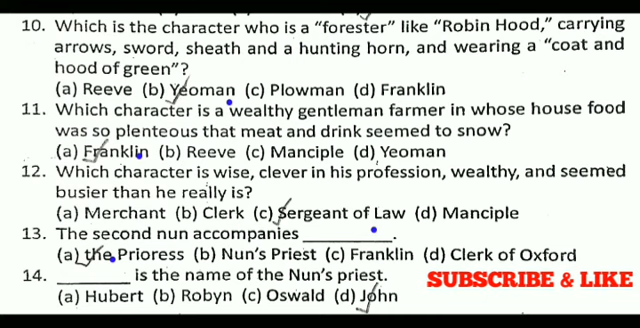 10. Which is the character who is a “forester” like “Robin Hood,” carrying
arrows, sword, sheath and a hunting horn, and wearing a “coat and
hood of green”?
(a) Reeve (b) Yeoman (c) Plowman (d) Franklin
11. Which character is a wealthy gentleman farmer in whose house food
was so plenteous that meat and drink seemed to snow?
(a) Franklin (b) Reeve (c) Manciple (d) Yeoman
12. Which character is wise, clever in his profession, wealthy, and seemed
busier than he really is?
(a) Merchant (b) Clerk (c) Sergeant of Law (d) Manciple
13. The second nun accompanies ________.
(a) the Prioress (b) Nun’s Priest (c) Franklin (d) Clerk of Oxford
14. ________ is the name of the Nun’s priest.
SUBSCRIBE & LIKE
(a) Hubert (b) Robyn (c) Oswald (d) John